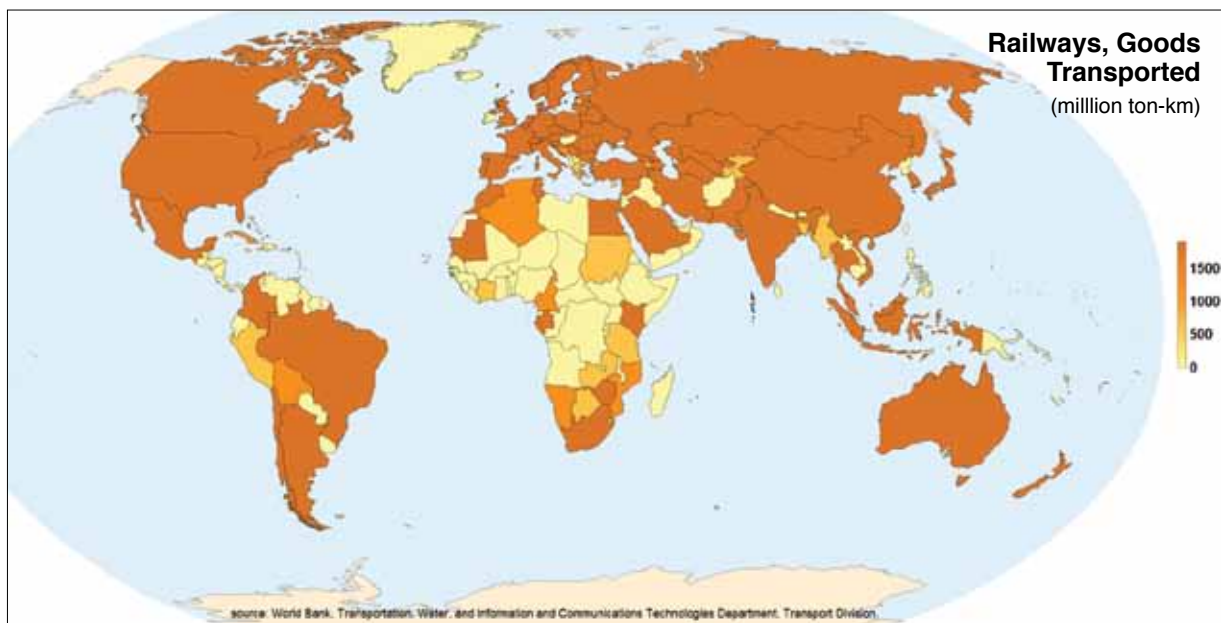 Railways, Goods
Transported
(milllion ton-km)
1500
1000
500
0
source: World Bank. Transportation. Water. and Information and Communications Technologies Department. Transport Division.